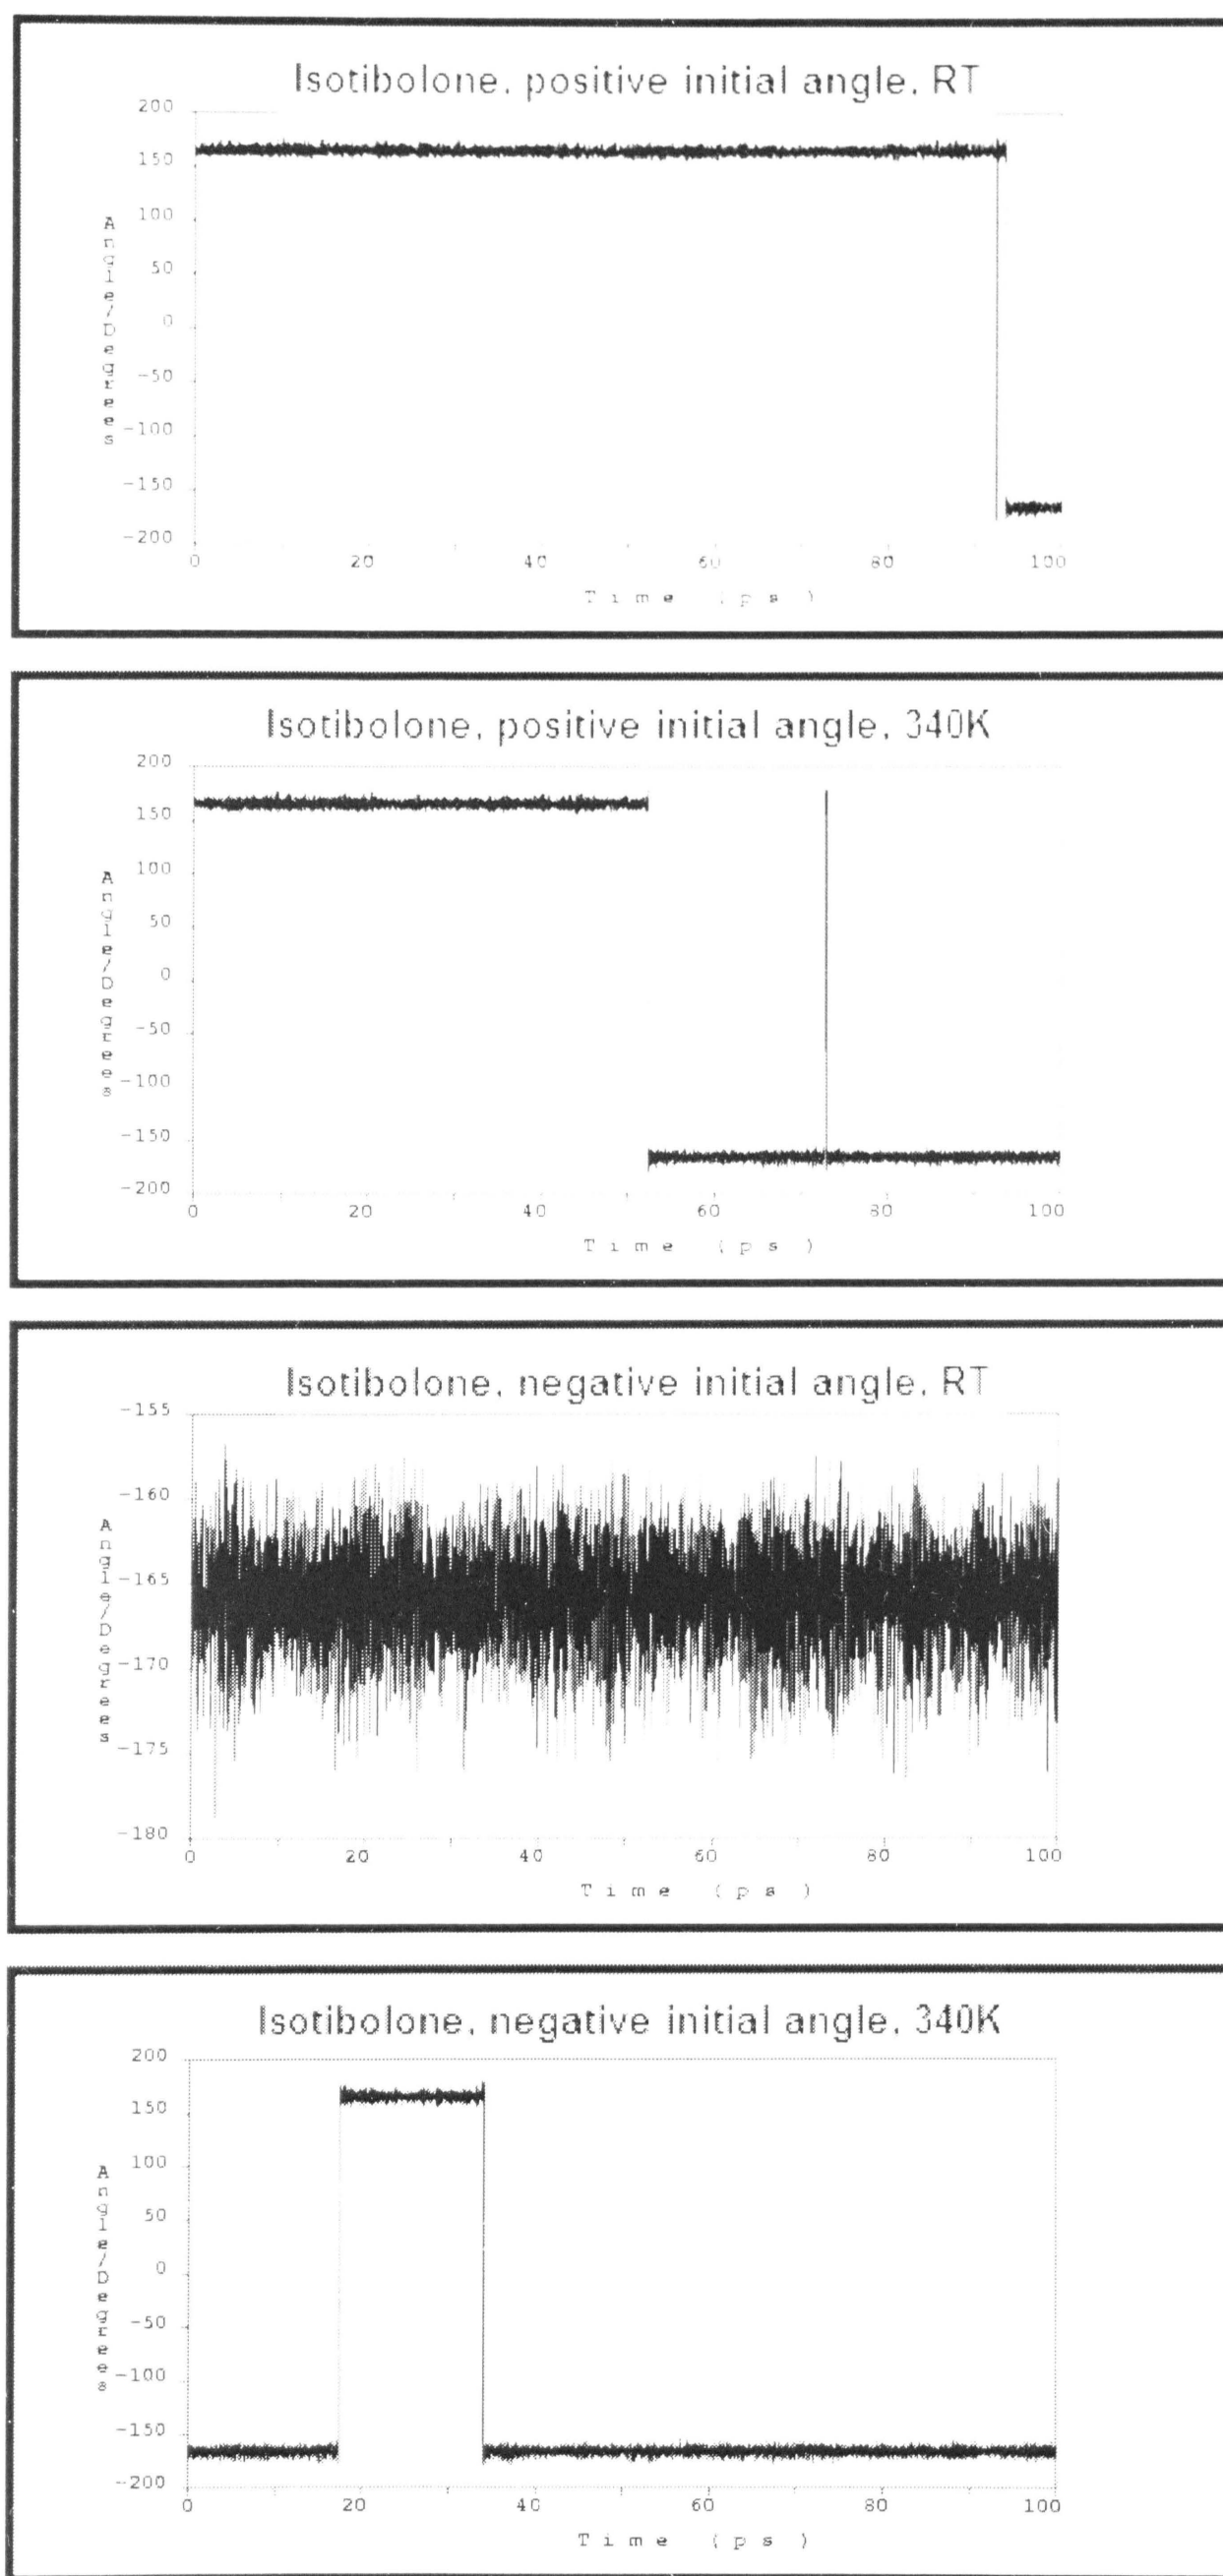 Isotibolone, positive initial angle, RT
200
150
100
50
0
-50
-100
-150
-200
Angle/Degrees
0 20 40 60 80 100
Time (ps)
Isotibolone, positive initial angle, 340K
200
150
100
50
0
-50
-100
-150
-200
Angle/Degrees
0 20 40 60 80 100
Time (ps)
Isotibolone, negative initial angle, RT
-155
-160
-165
-170
-175
-180
Angle/Degrees
0 20 40 60 80 100
Time (ps)
Isotibolone, negative initial angle, 340K
200
150
100
50
0
-50
-100
-150
-200
Angle/Degrees
0 20 40 60 80 100
Time (ps)